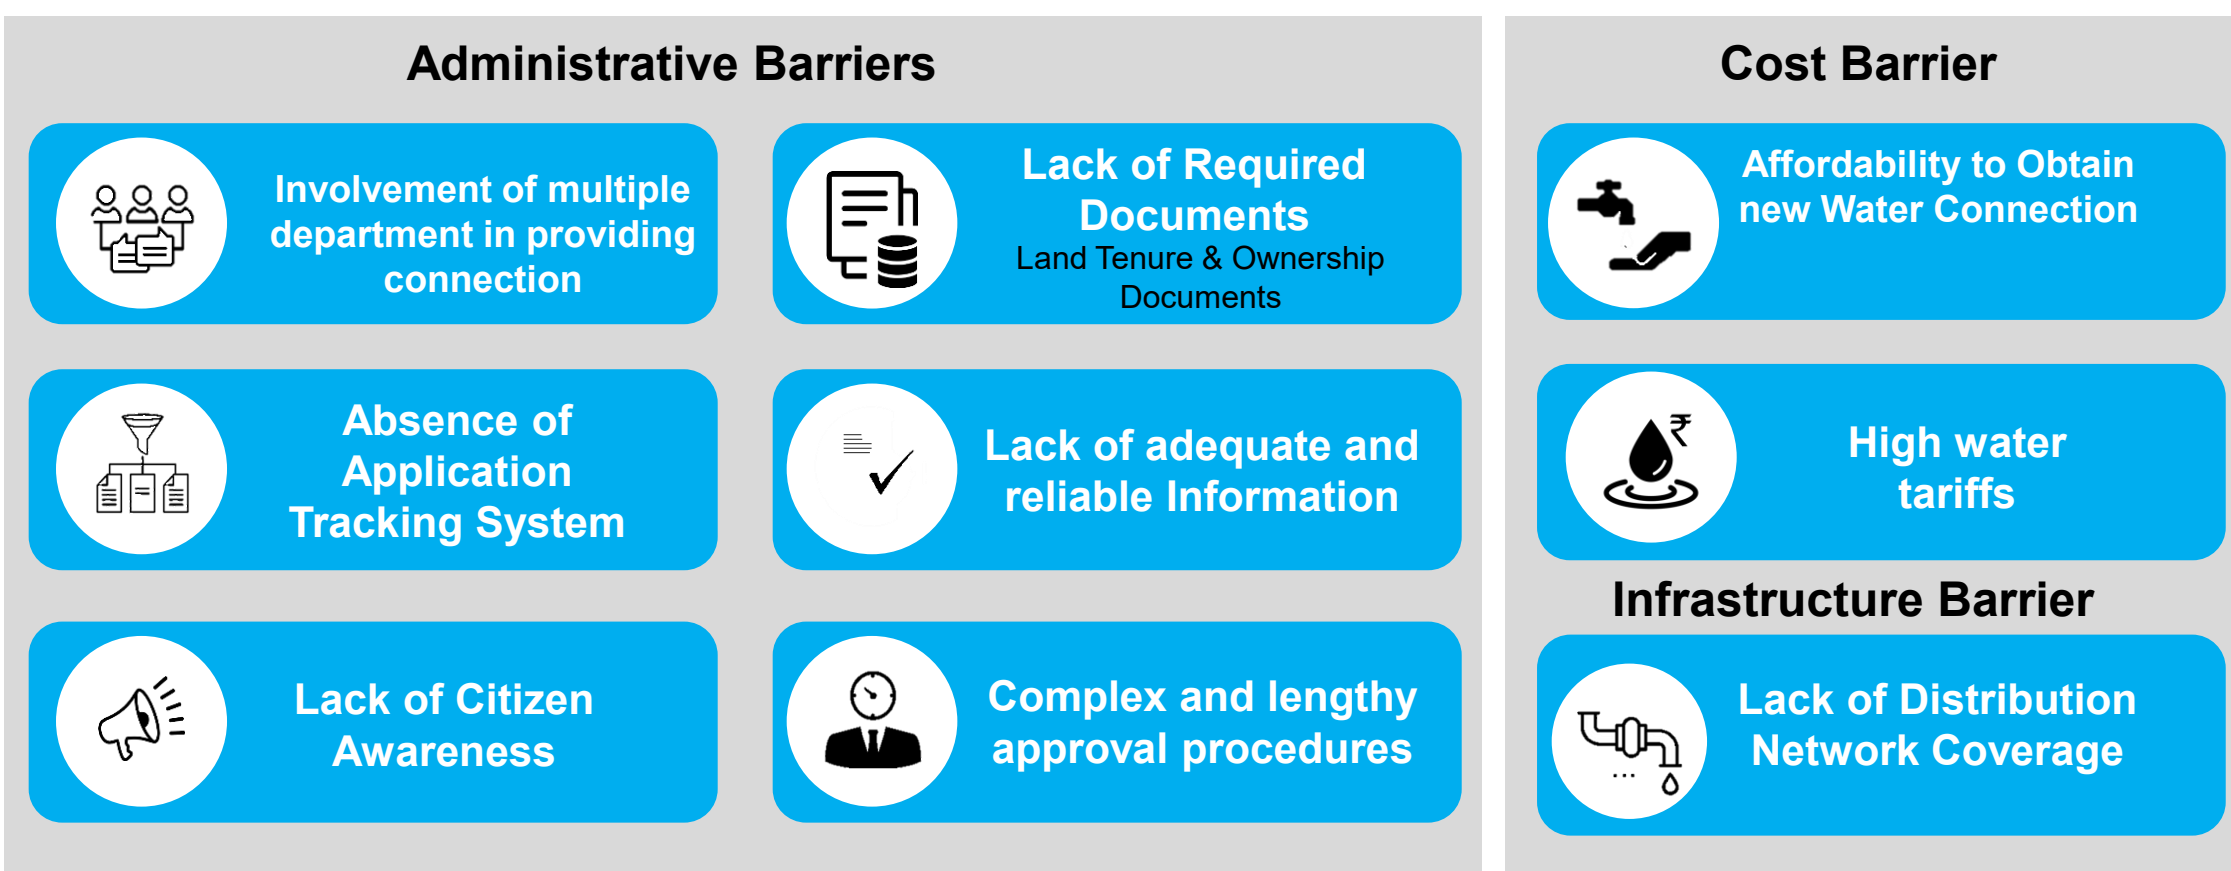 Administrative Barriers
Involvement of multiple
department in providing
connection
Lack of Required
Documents
Land Tenure & Ownership
Documents
Absence of
Application
Tracking System
Lack of adequate and
reliable Information
Lack of Citizen
Awareness
Complex and lengthy
approval procedures
Cost Barrier
Affordability to Obtain
new Water Connection
₹
High water
tariffs
Infrastructure Barrier
Lack of Distribution
Network Coverage